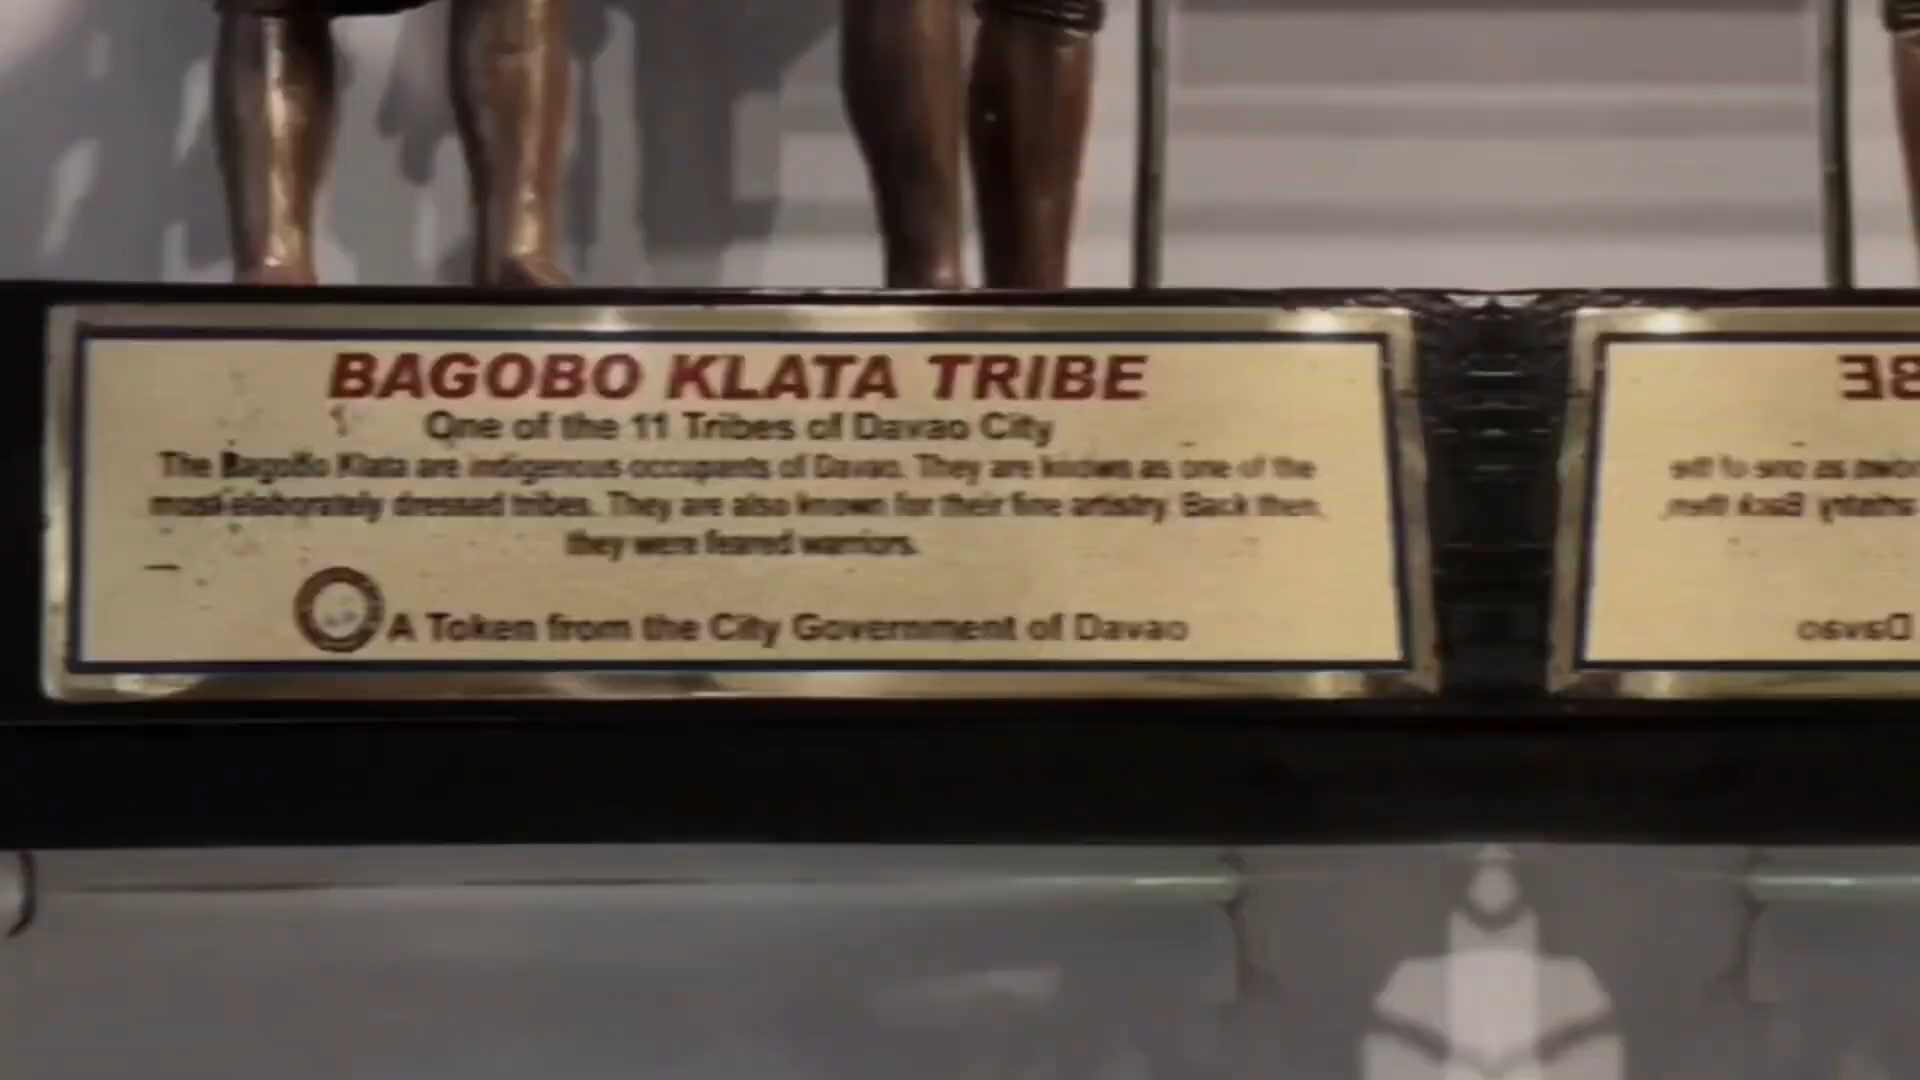 BAGOBO KLATA TRIBE
One of the 11 Tribes of Davao City
The Bagobo Klata are indigenous occupants of Davao. They are known as one of the
most elaborately dressed tribes. They are also known for their fine artistry. Back then,
they were feared warriors.
A Token from the City Government of Davao